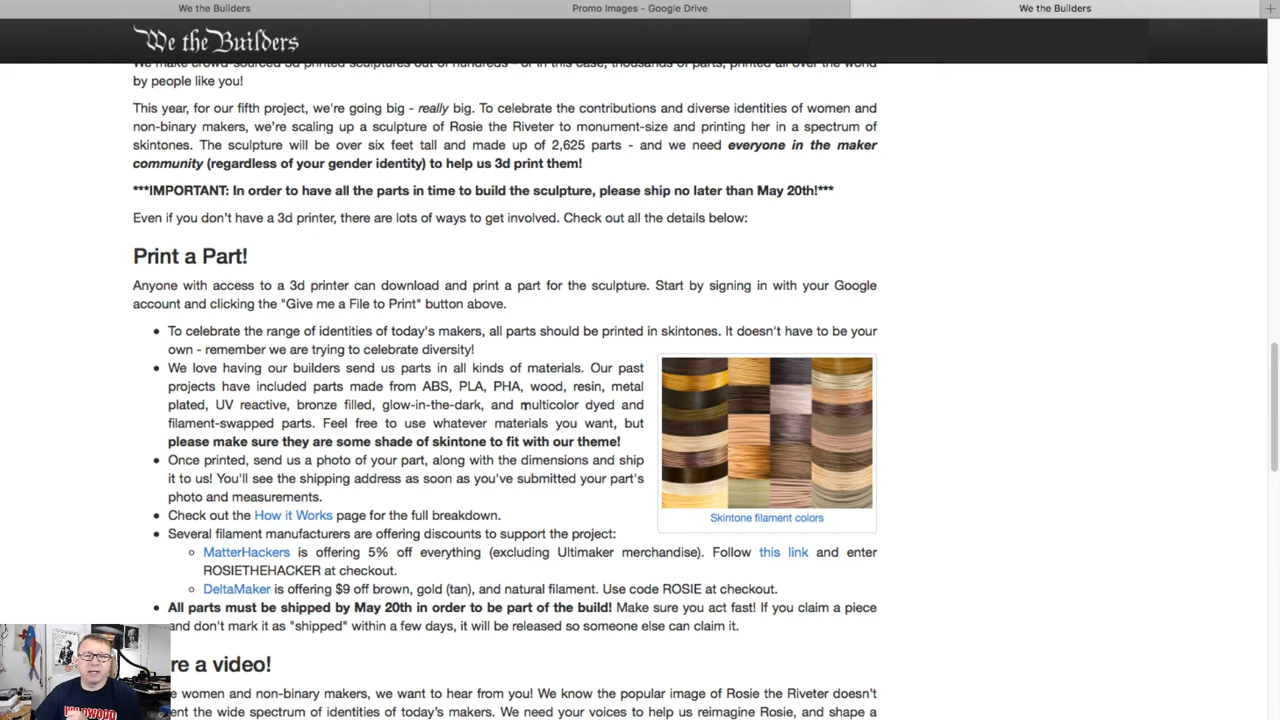 We the Builders
Promo Images - Google Drive
We the Builders
We the Builders
We make crowd-sourced 3d printed sculptures out of hundreds - or in this case, thousands of parts, printed all over the world
by people like you!
This year, for our fifth project, we're going big - really big. To celebrate the contributions and diverse identities of women and
non-binary makers, we're scaling up a sculpture of Rosie the Riveter to monument-size and printing her in a spectrum of
skintones. The sculpture will be over six feet tall and made up of 2,625 parts - and we need everyone in the maker
community (regardless of your gender identity) to help us 3d print them!
***IMPORTANT: In order to have all the parts in time to build the sculpture, please ship no later than May 20th!***
Even if you don't have a 3d printer, there are lots of ways to get involved. Check out all the details below:
Print a Part!
Anyone with access to a 3d printer can download and print a part for the sculpture. Start by signing in with your Google
account and clicking the "Give me a File to Print" button above.
To celebrate the range of identities of today's makers, all parts should be printed in skintones. It doesn't have to be your
own - remember we are trying to celebrate diversity!
We love having our builders send us parts in all kinds of materials. Our past
projects have included parts made from ABS, PLA, PHA, wood, resin, metal
plated, UV reactive, bronze filled, glow-in-the-dark, and multicolor dyed and
filament-swapped parts. Feel free to use whatever materials you want, but
please make sure they are some shade of skintone to fit with our theme!
Once printed, send us a photo of your part, along with the dimensions and ship
it to us! You'll see the shipping address as soon as you've submitted your part's
photo and measurements.
Skintone filament colors
Check out the How it Works page for the full breakdown.
Several filament manufacturers are offering discounts to support the project:
MatterHackers is offering 5% off everything (excluding Ultimaker merchandise). Follow this link and enter
ROSIETHEHACKER at checkout.
DeltaMaker is offering $9 off brown, gold (tan), and natural filament. Use code ROSIE at checkout.
All parts must be shipped by May 20th in order to be part of the build! Make sure you act fast! If you claim a piece
and don't mark it as "shipped" within a few days, it will be released so someone else can claim it.
re a video!
women and non-binary makers, we want to hear from you! We know the popular image of Rosie the Riveter doesn't
ent the wide spectrum of identities of today's makers. We need your voices to help us reimagine Rosie, and shape a